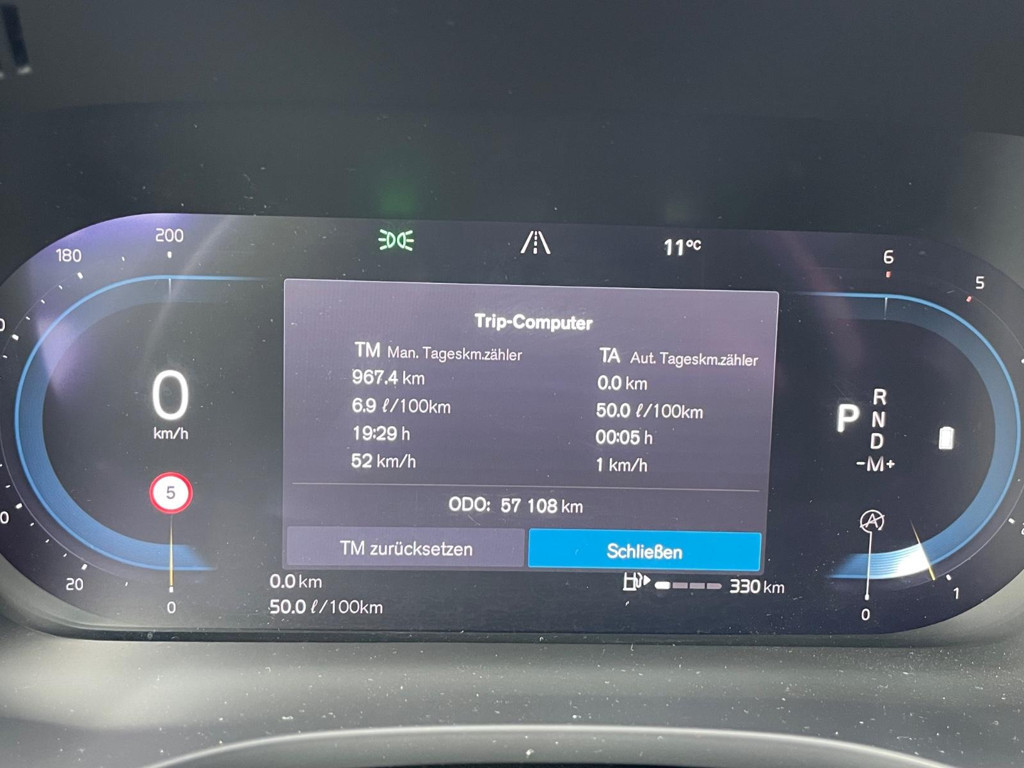 200
180
11°C
6
5
Trip-Computer
TM Man. Tageskm.zähler
967.4 km
6.9 ℓ/100km
19:29 h
52 km/h
TA Aut. Tageskm.zähler
0.0 km
50.0 ℓ/100km
00:05 h
1 km/h
0
km/h
5
P
R
N
D
-M+
A
ODO: 57 108 km
TM zurücksetzen
Schließen
20
0
0.0 km
50.0 ℓ/100km
330 km
1
0